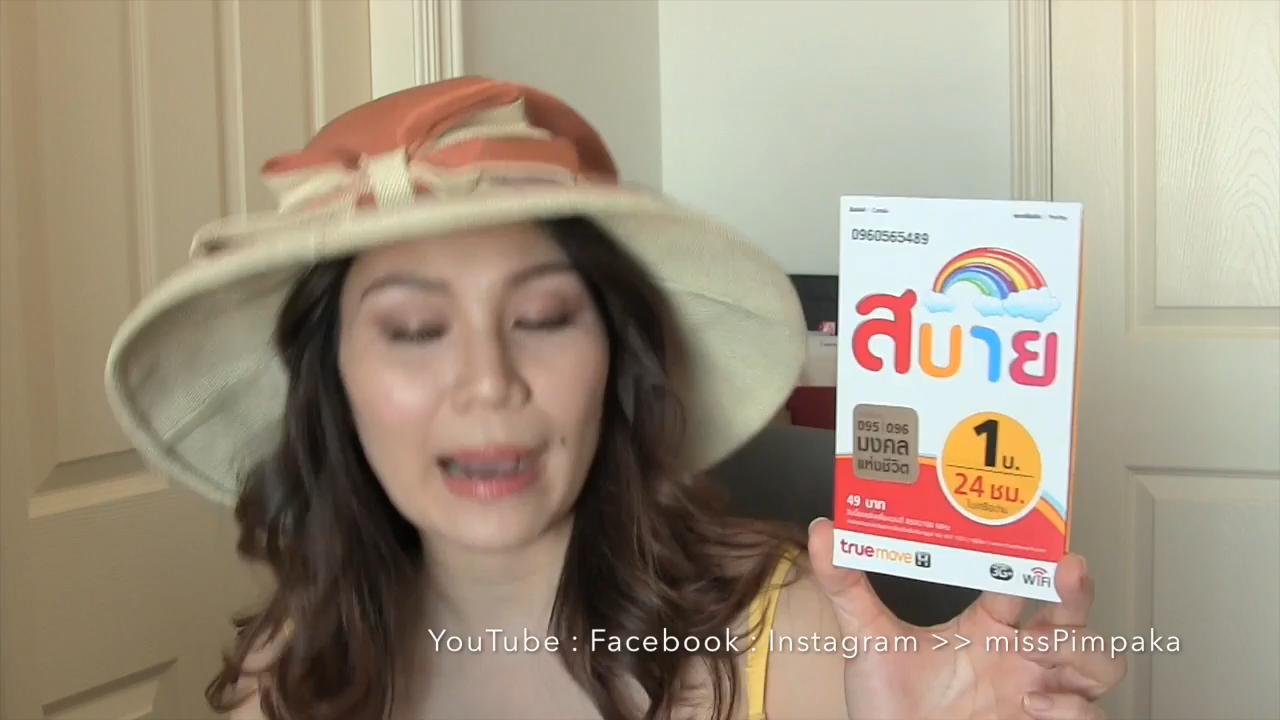 0960565489
สบาย
095 | 096
มงคล
แห่งชีวิต
1 บ.
24 ชม.
49 บาท
truemove H
3G+
WiFi
YouTube : Facebook : Instagram >> missPimpaka